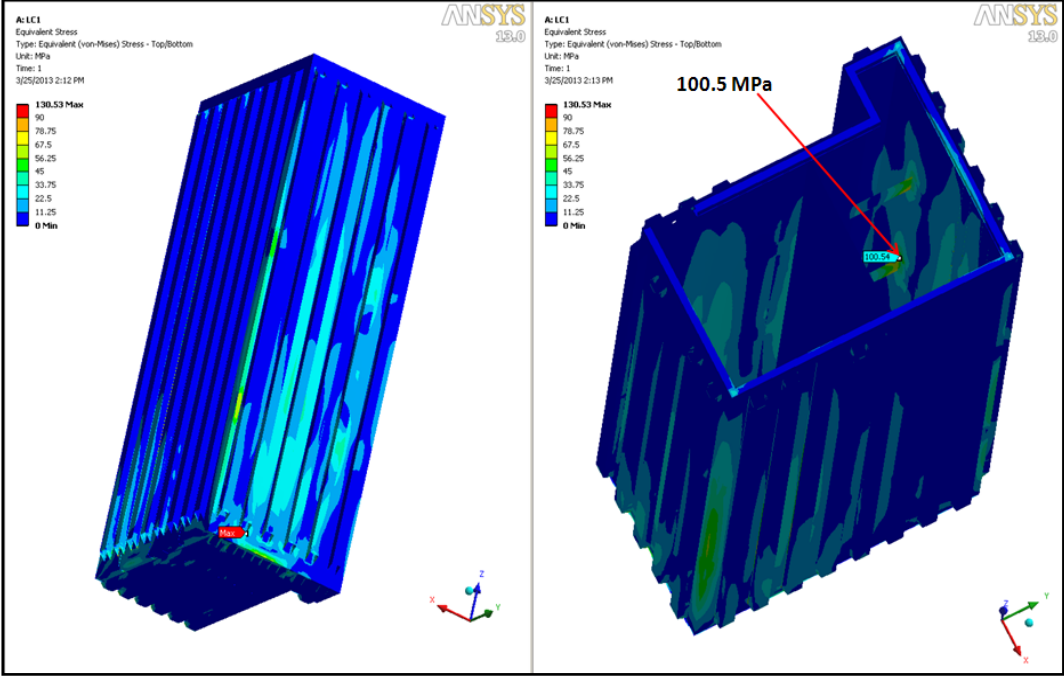 A: LC1
Equivalent Stress
Type: Equivalent (von-Mises) Stress - Top/Bottom
Unit: MPa
Time: 1
3/25/2013 2:12 PM
130.53 Max
90
78.75
67.5
56.25
45
33.75
22.5
11.25
0 Min
ANSYS
13.0
Max
X
Z
Y
A: LC1
Equivalent Stress
Type: Equivalent (von-Mises) Stress - Top/Bottom
Unit: MPa
Time: 1
3/25/2013 2:13 PM
130.53 Max
90
78.75
67.5
56.25
45
33.75
22.5
11.25
0 Min
ANSYS
13.0
100.5 MPa
100.54
Z
Y
X